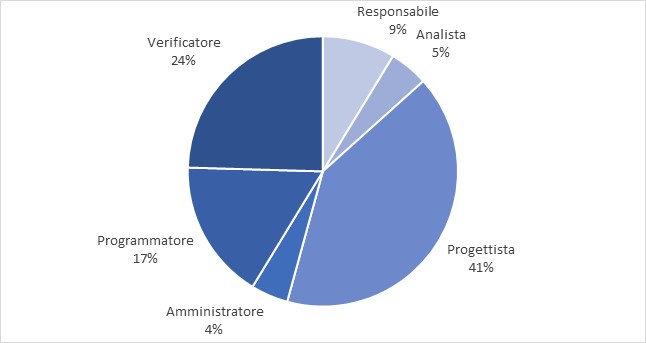 Responsabile
9%
Analista
5%
Progettista
41%
Amministratore
4%
Programmatore
17%
Verificatore
24%